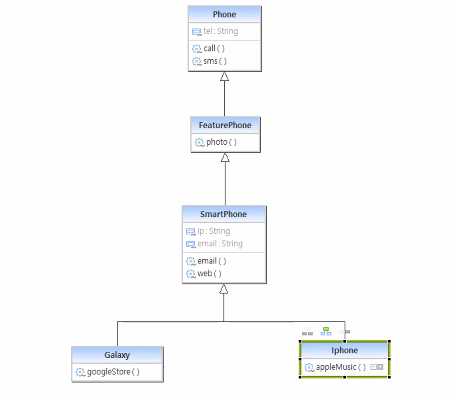 Phone
tel : String
call ( )
sms ( )
FeaturePhone
photo ( )
SmartPhone
ip : String
email : String
email ( )
web ( )
Galaxy
googleStore ( )
Iphone
appleMusic ( )